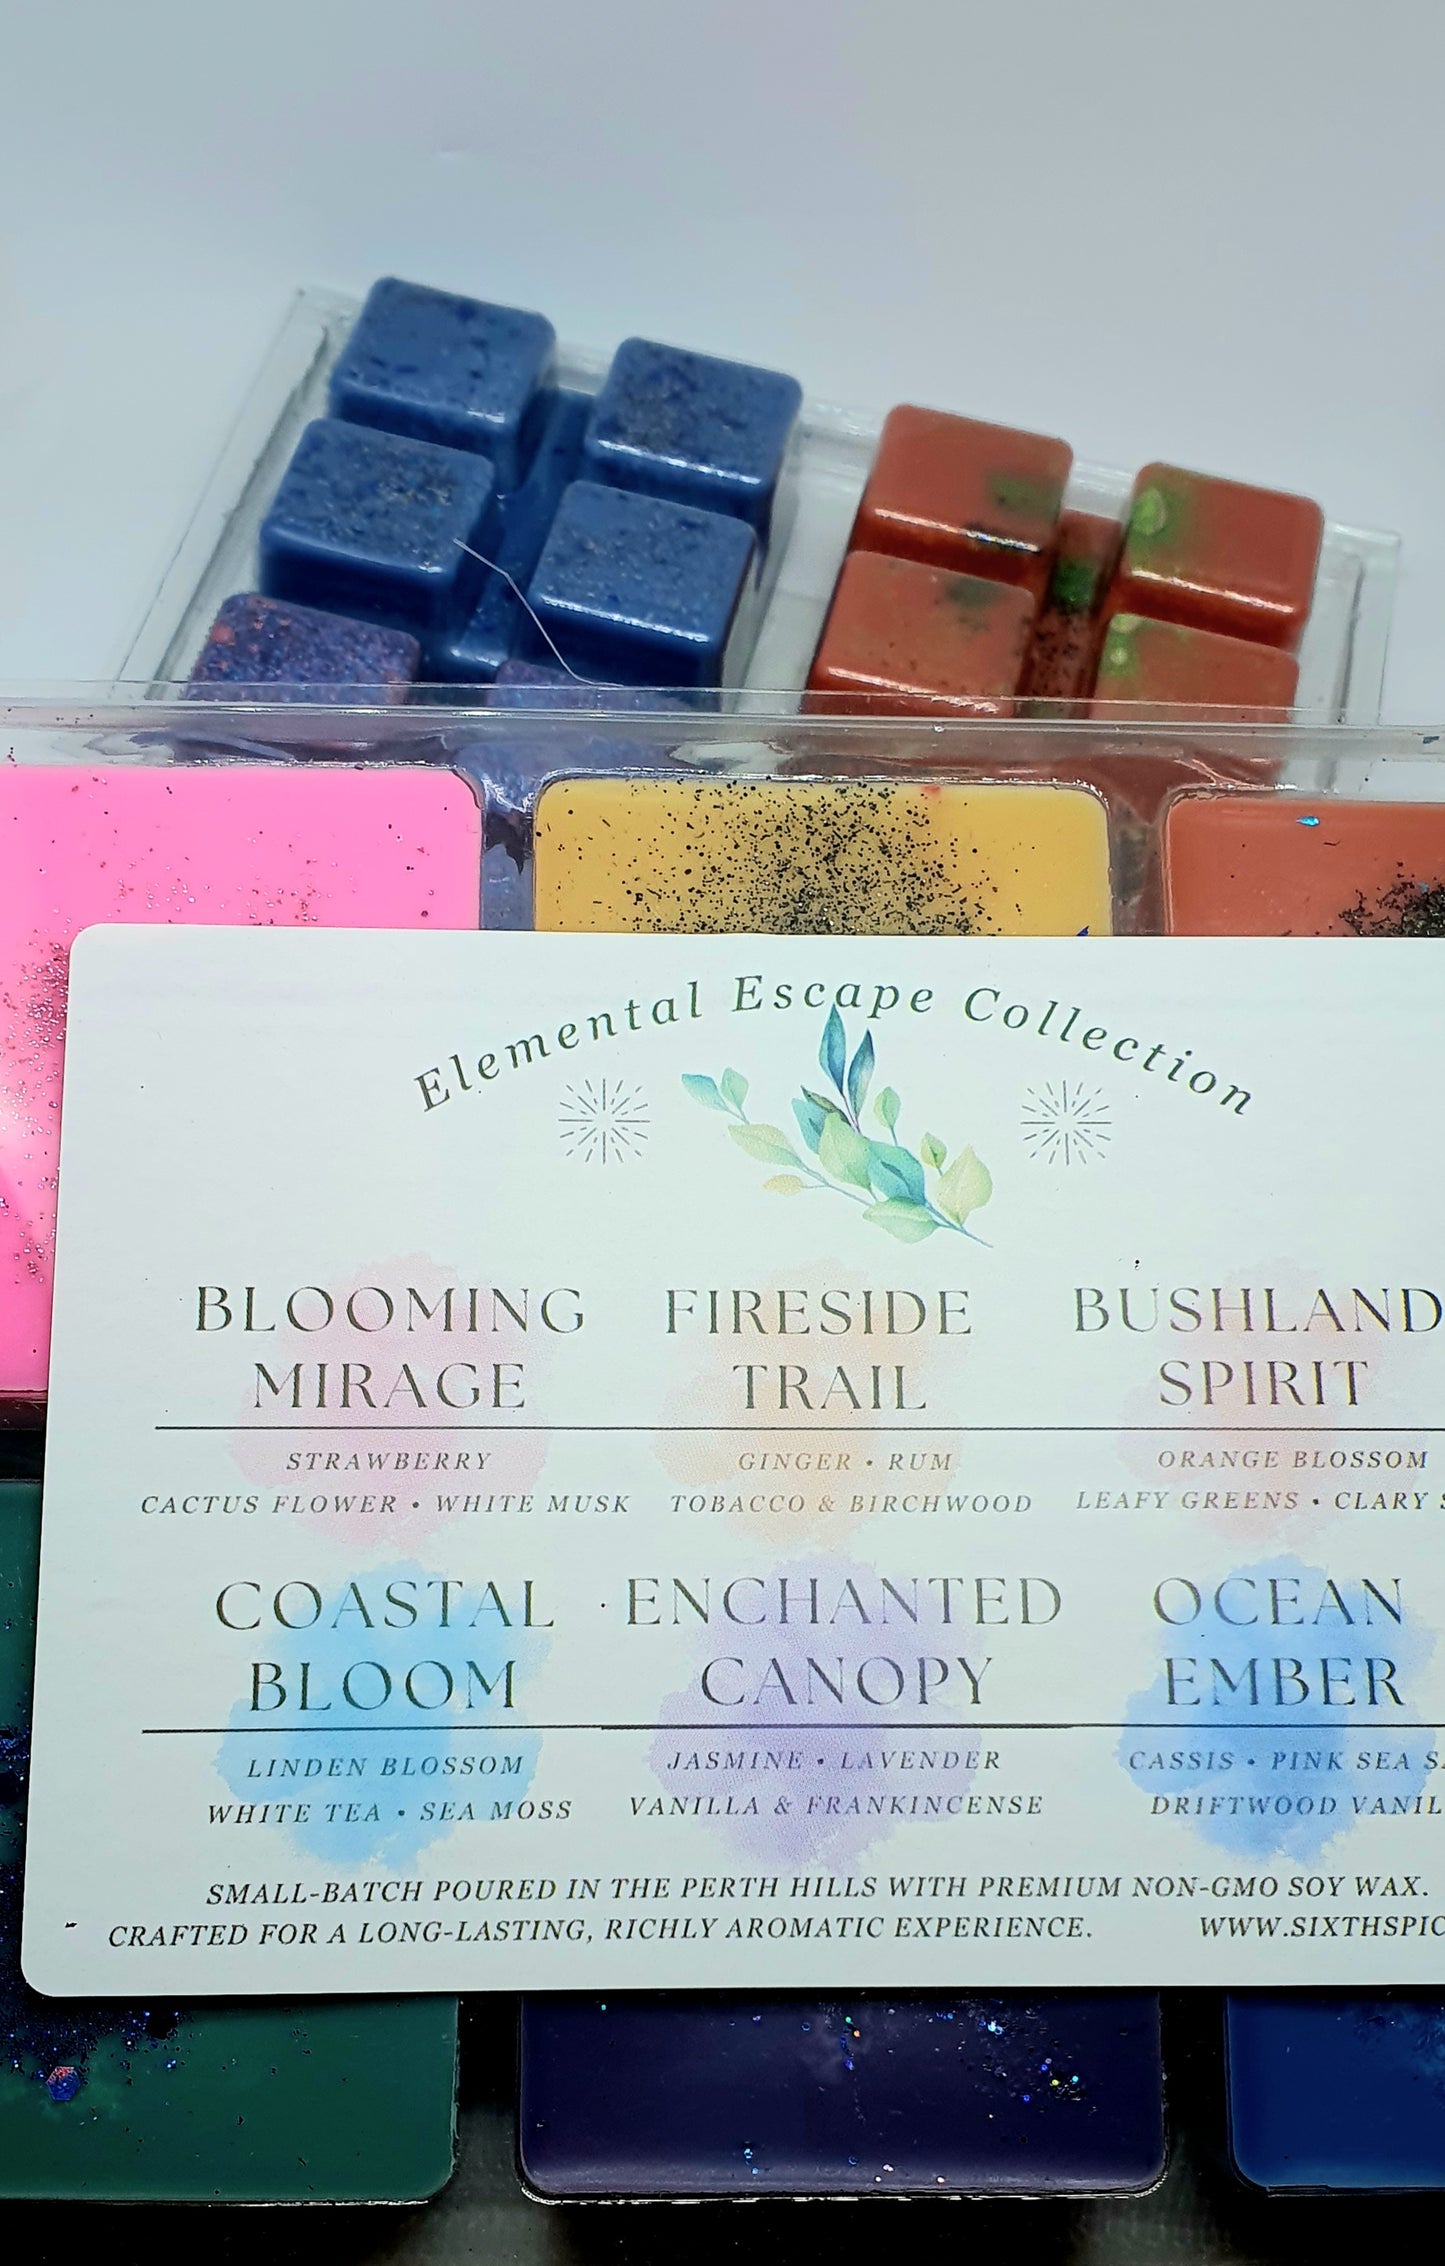 Elemental Escape Collection
BLOOMING MIRAGE
STRAWBERRY
CACTUS FLOWER • WHITE MUSK
FIRESIDE TRAIL
GINGER • RUM
TOBACCO & BIRCHWOOD
BUSHLAND SPIRIT
ORANGE BLOSSOM
LEAFY GREENS • CLARY
COASTAL BLOOM
LINDEN BLOSSOM
WHITE TEA • SEA MOSS
ENCHANTED CANOPY
JASMINE • LAVENDER
VANILLA & FRANKINCENSE
OCEAN EMBER
CASSIS • PINK SEA
DRIFTWOOD
SMALL-BATCH POURED IN THE PERTH HILLS WITH PREMIUM NON-GMO SOY WAX.
CRAFTED FOR A LONG-LASTING, RICHLY AROMATIC EXPERIENCE.